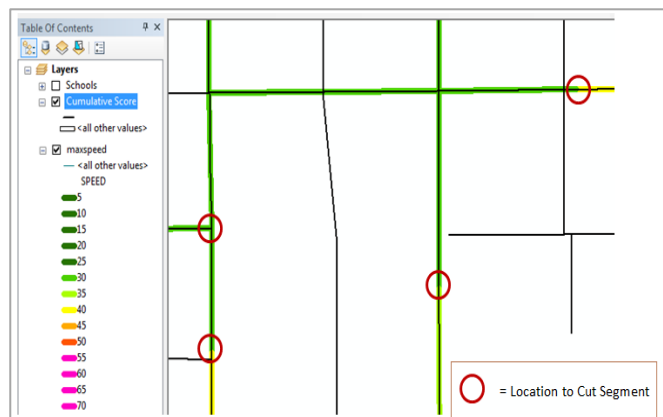 Table Of Contents
Layers
Schools
Cumulative Score
<all other values>
maxspeed
<all other values>
SPEED
5
10
15
20
25
30
35
40
45
50
55
60
65
70
= Location to Cut Segment